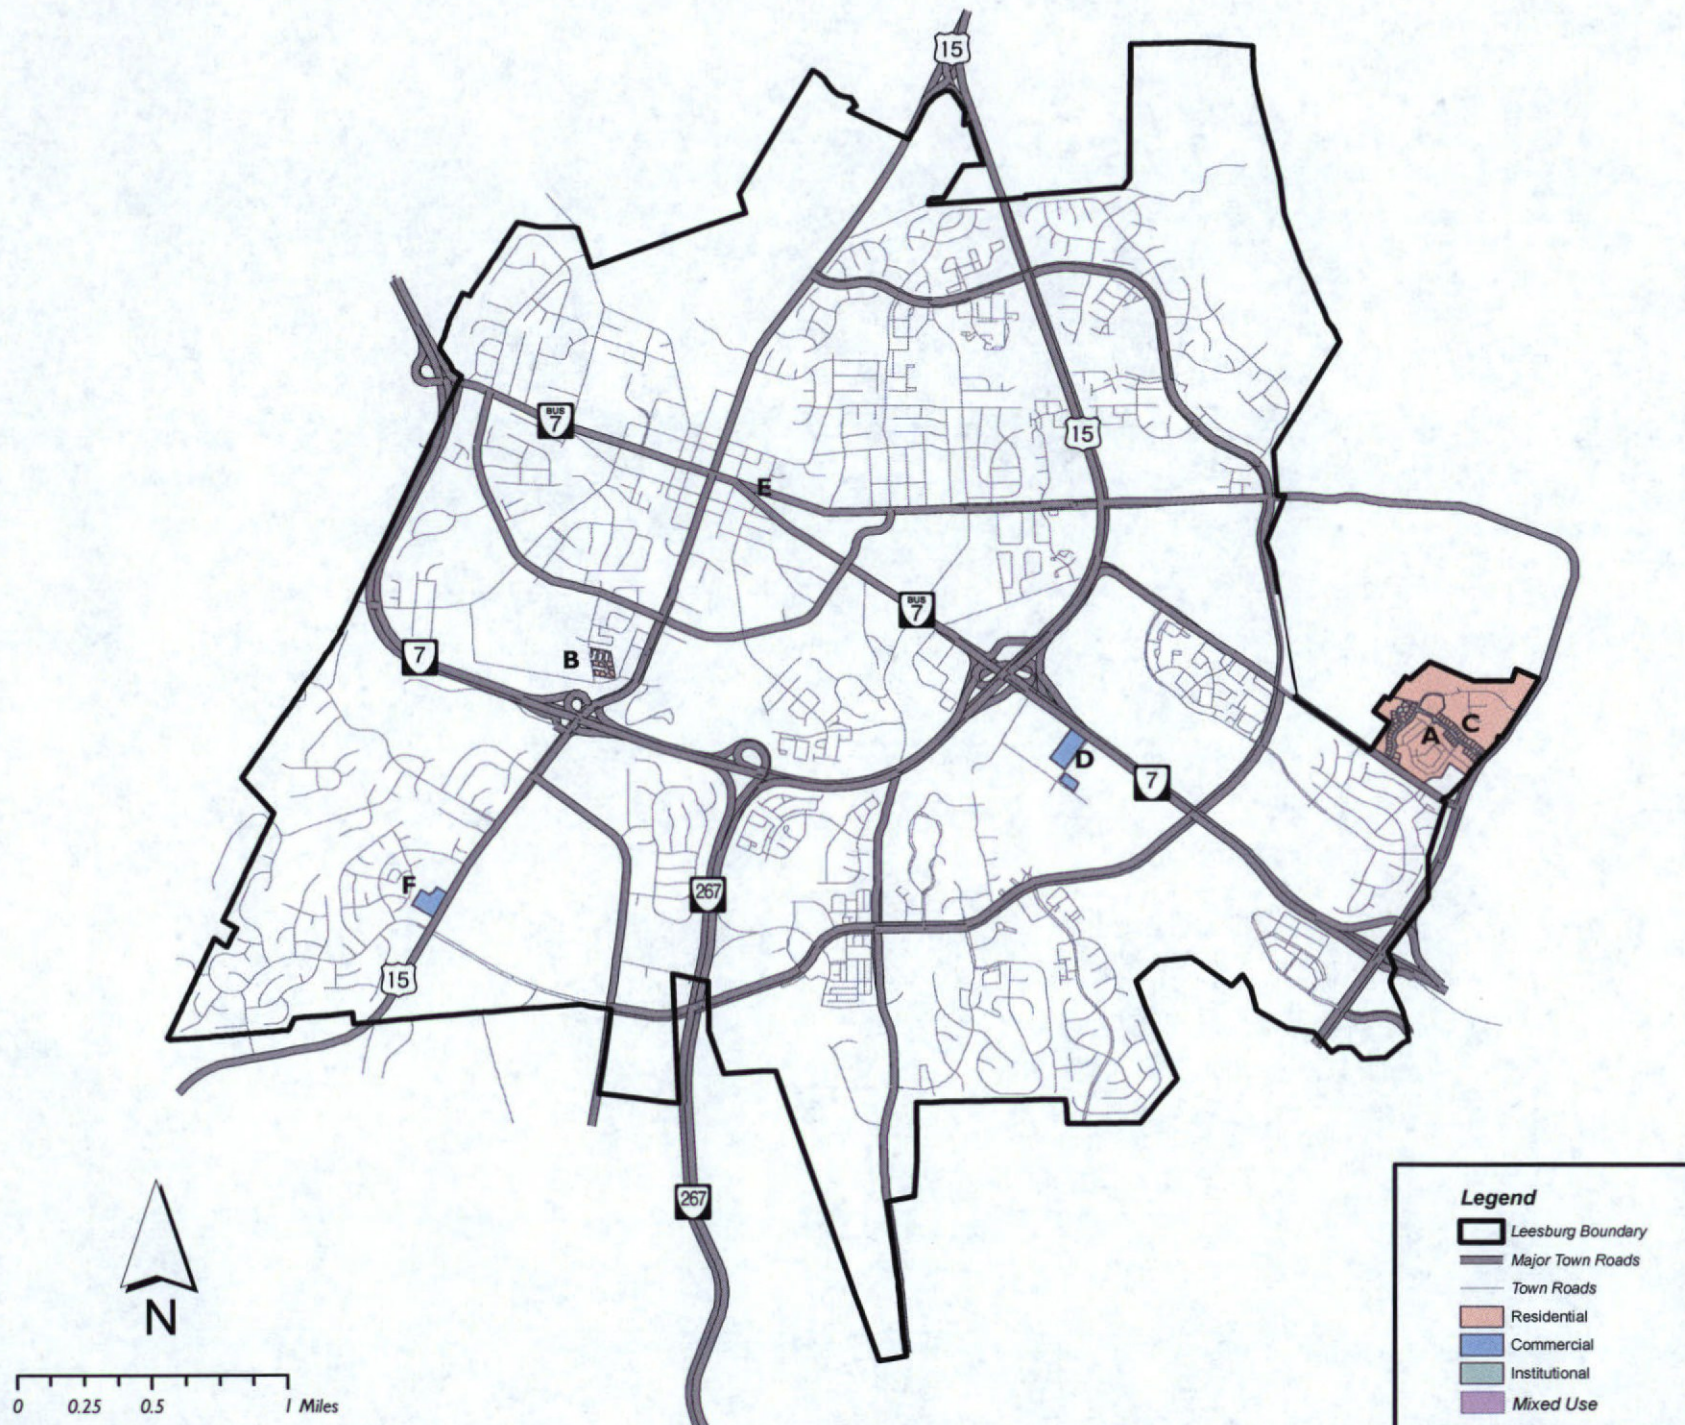 15
BUS
7
15
E
BUS
7
7
B
A
C
D
7
F
267
15
267
N
0
0.25
0.5
1 Miles
Legend
Leesburg Boundary
Major Town Roads
Town Roads
Residential
Commercial
Institutional
Mixed Use